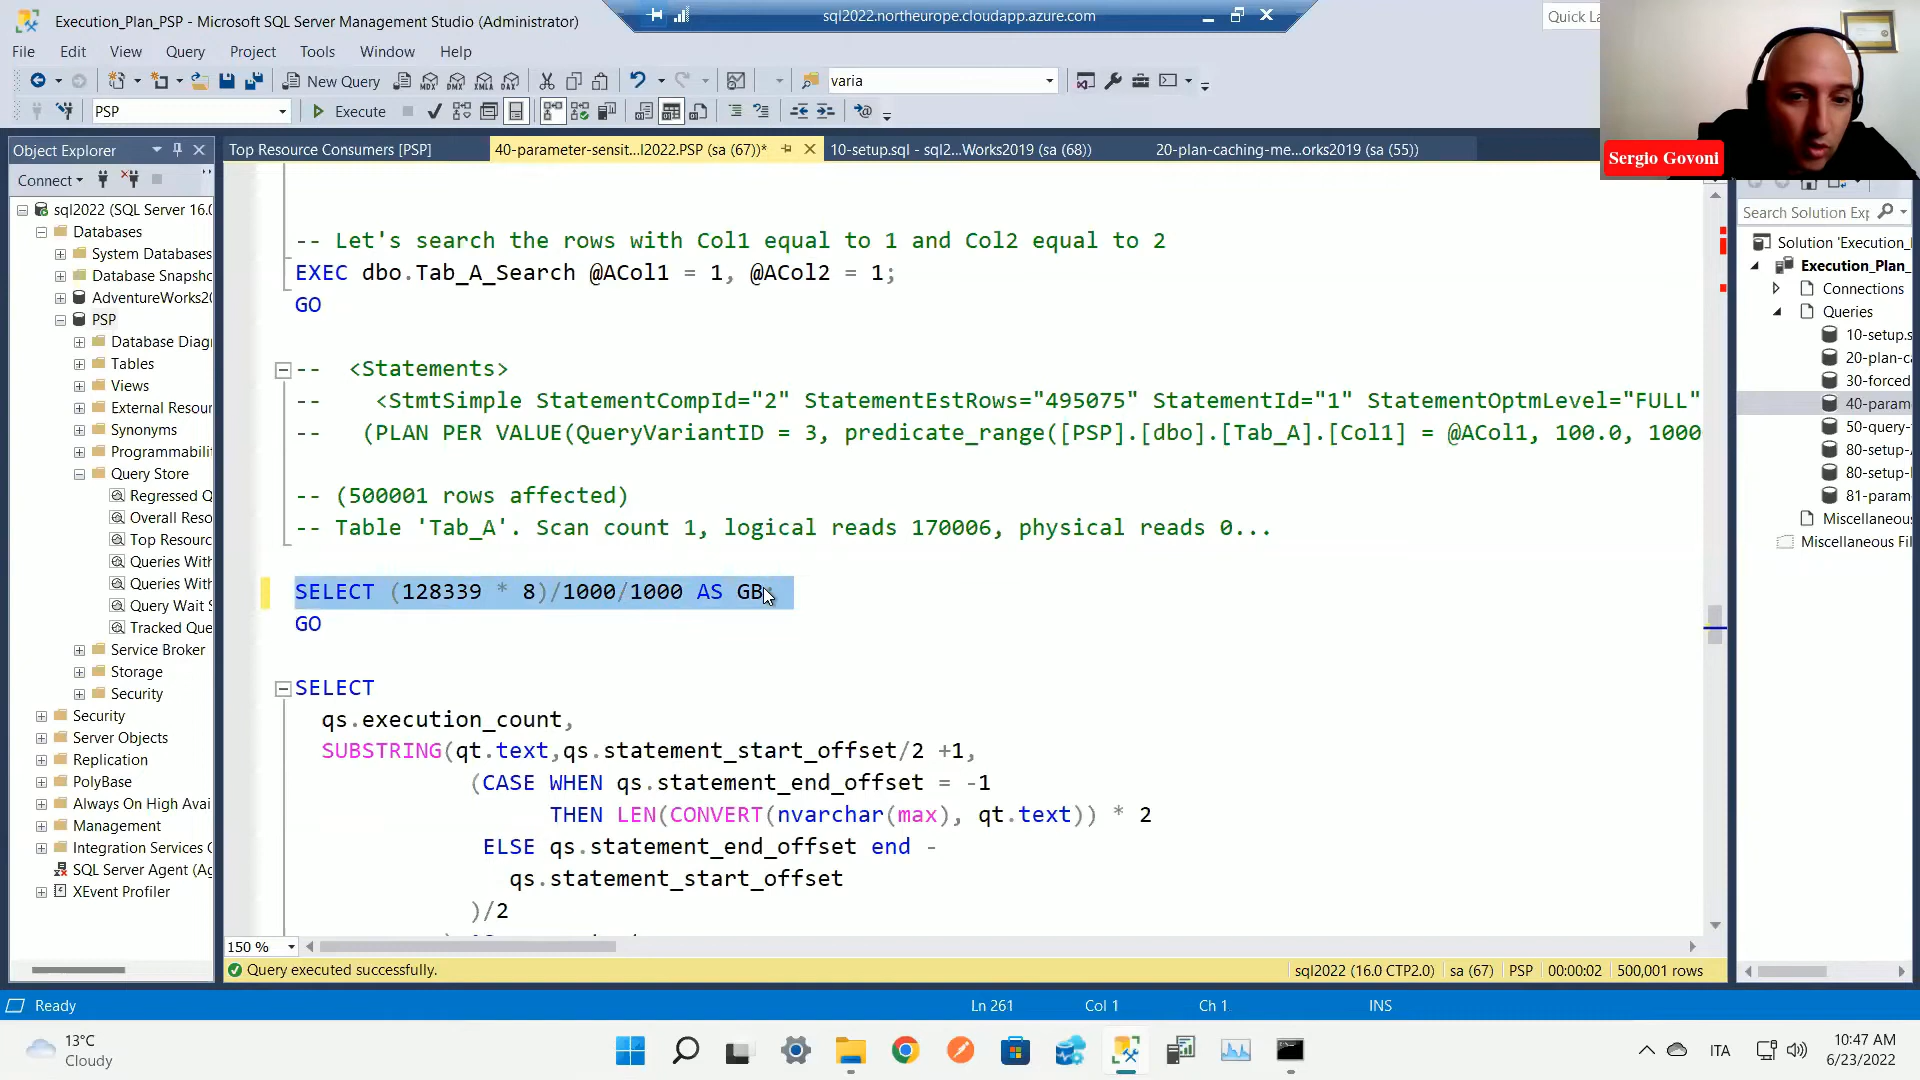 Execution_Plan_PSP - Microsoft SQL Server Management Studio (Administrator)
sql2022.northeurope.cloudapp.azure.com
Quick La
File Edit View Query Project Tools Window Help
New Query
varia
PSP
Execute
Sergio Govoni
Object Explorer
Connect
sql2022 (SQL Server 16.0
Databases
System Databases
Database Snapshc
AdventureWorks20
PSP
Database Diag
Tables
Views
External Resour
Synonyms
Programmabili
Query Store
Regressed Q
Overall Reso
Top Resourc
Queries With
Queries With
Query Wait S
Tracked Que
Service Broker
Storage
Security
Security
Server Objects
Replication
PolyBase
Always On High Avai
Management
Integration Services C
SQL Server Agent (Ag
XEvent Profiler
Top Resource Consumers [PSP]
40-parameter-sensit...l2022.PSP (sa (67))*
10-setup.sql - sql2...Works2019 (sa (68))
20-plan-caching-me...orks2019 (sa (55))
-- Let's search the rows with Col1 equal to 1 and Col2 equal to 2
EXEC dbo.Tab_A_Search @ACol1 = 1, @ACol2 = 1;
GO
-- <Statements>
-- <StmtSimple StatementCompId="2" StatementEstRows="495075" StatementId="1" StatementOptmLevel="FULL"
-- (PLAN PER VALUE(QueryVariantID = 3, predicate_range([PSP].[dbo].[Tab_A].[Col1] = @ACol1, 100.0, 1000
-- (500001 rows affected)
-- Table 'Tab_A'. Scan count 1, logical reads 170006, physical reads 0...
SELECT (128339 * 8)/1000/1000 AS GB;
GO
SELECT
qs.execution_count,
SUBSTRING(qt.text,qs.statement_start_offset/2 +1,
(CASE WHEN qs.statement_end_offset = -1
THEN LEN(CONVERT(nvarchar(max), qt.text)) * 2
ELSE qs.statement_end_offset end -
qs.statement_start_offset
)/2
150 %
Query executed successfully.
sql2022 (16.0 CTP2.0) sa (67) PSP 00:00:02 500,001 rows
Search Solution Exp
Solution 'Execution_
Execution_Plan_
Connections
Queries
10-setup.s
20-plan-c
30-forced
40-param
50-query-
80-setup-
80-setup-
81-param
Miscellaneou
Miscellaneous Fil
Ready
Ln 261 Col 1 Ch 1 INS
13°C
Cloudy
ITA
10:47 AM
6/23/2022